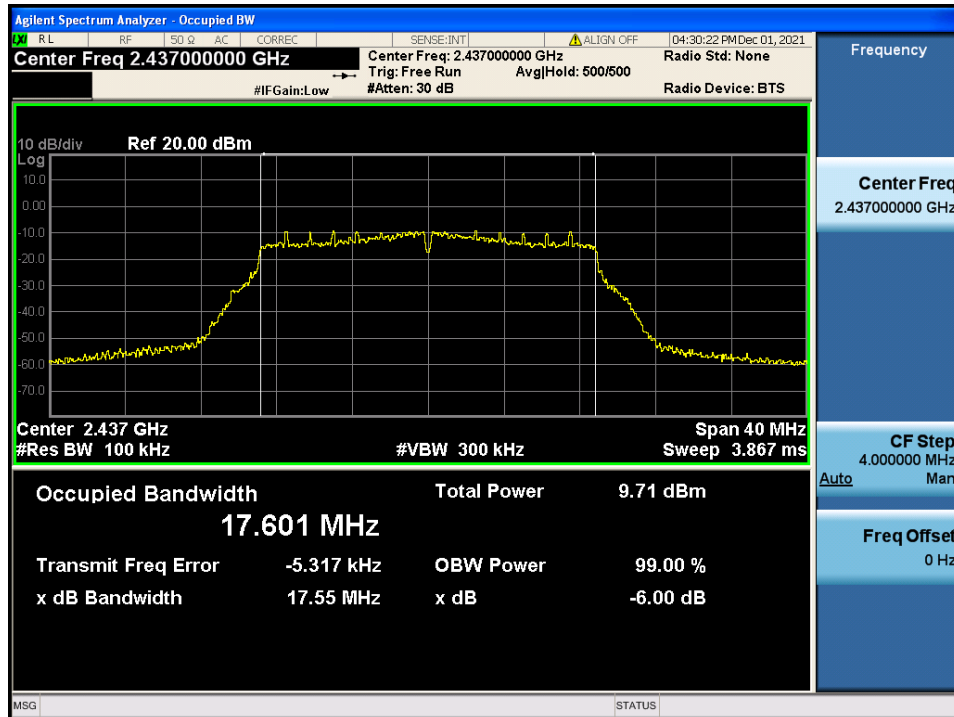 Agilent Spectrum Analyzer - Occupied BW
LXI RL RF 50 Ω AC CORREC SENSE:INT ALIGN OFF 04:30:22 PM Dec 01, 2021
Center Freq 2.437000000 GHz
Center Freq: 2.437000000 GHz Radio Std: None
Trig: Free Run Avg|Hold: 500/500
#IFGain:Low #Atten: 30 dB Radio Device: BTS
Frequency
10 dB/div Ref 20.00 dBm
Log
10.0
0.00
-10.0
-20.0
-30.0
-40.0
-50.0
-60.0
-70.0
Center Freq
2.437000000 GHz
Center 2.437 GHz Span 40 MHz
#Res BW 100 kHz #VBW 300 kHz Sweep 3.867 ms
CF Step
4.000000 MHz
Auto Man
Occupied Bandwidth Total Power 9.71 dBm
17.601 MHz
Transmit Freq Error -5.317 kHz OBW Power 99.00 %
x dB Bandwidth 17.55 MHz x dB -6.00 dB
Freq Offset
0 Hz
MSG STATUS